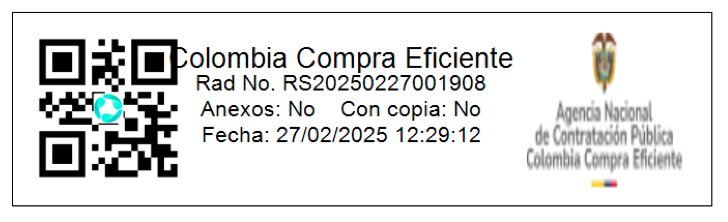 Colombia Compra Eficiente
Rad No. RS20250227001908
Anexos: No Con copia: No
Fecha: 27/02/2025 12:29:12
Agencia Nacional
de Contratación Pública
Colombia Compra Eficiente